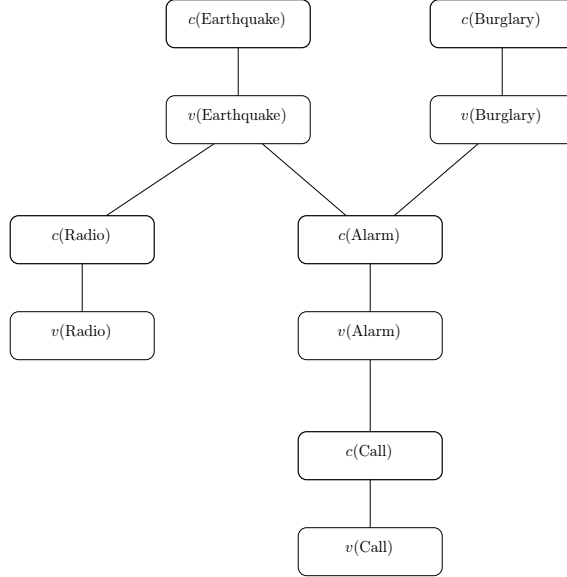 c(Earthquake)
c(Burglary)
v(Earthquake)
v(Burglary)
c(Radio)
c(Alarm)
v(Radio)
v(Alarm)
c(Call)
v(Call)